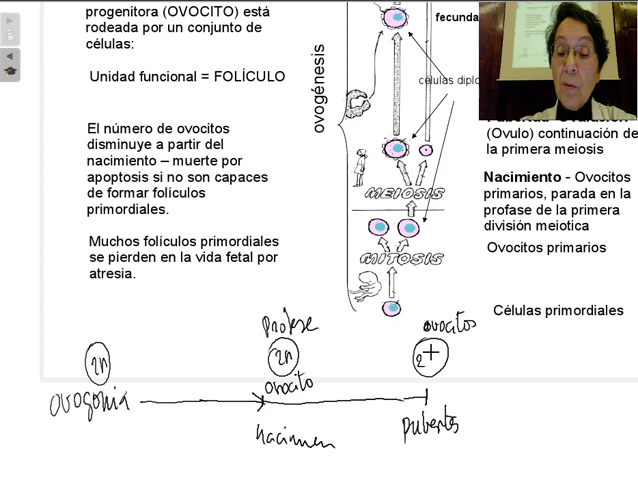 progenitora (OVOCITO) está
rodeada por un conjunto de
células:
Unidad funcional = FOLÍCULO
El número de ovocitos
disminuye a partir del
nacimiento – muerte por
apoptosis si no son capaces
de formar folículos
primordiales.
Muchos folículos primordiales
se pierden en la vida fetal por
atresia.
ovogénesis
fecunda
células diplo
MEIOSIS
MITOSIS
(Ovulo) continuación de
la primera meiosis
Nacimiento - Ovocitos
primarios, parada en la
profase de la primera
división meiotica
Ovocitos primarios
Células primordiales
Profase
ovocitos
2n
2n
2+
ovogonia
ovocito
Nacimien
Pubertas